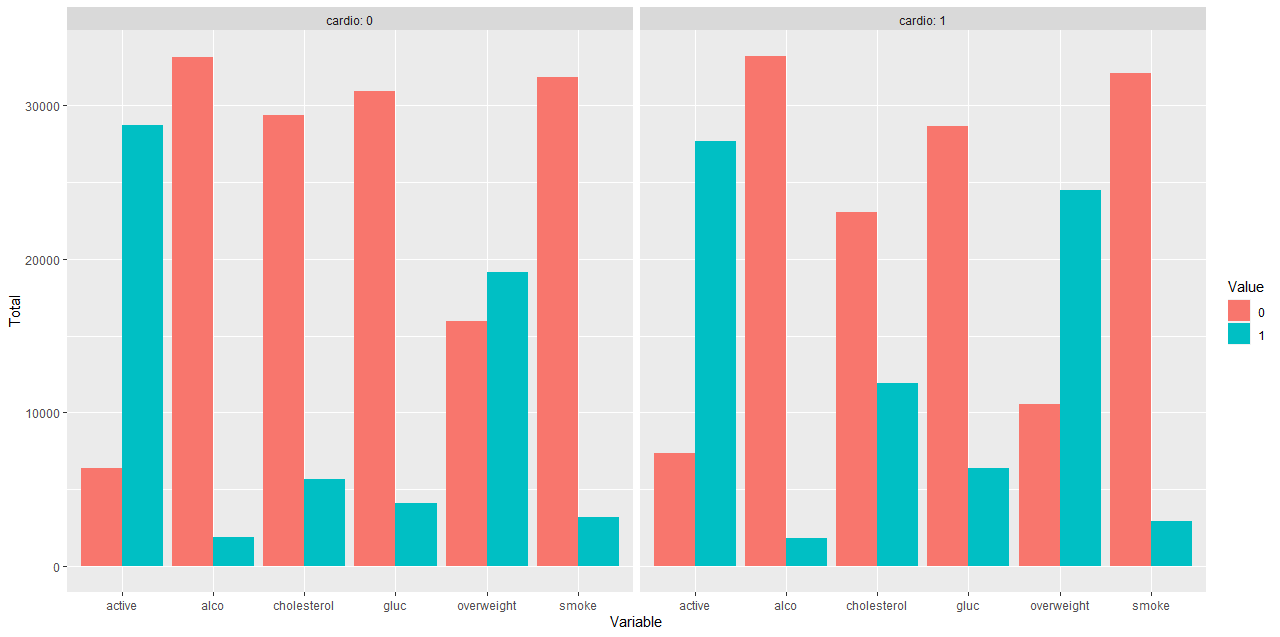 cardio: 0
cardio: 1
Total
30000
20000
10000
0
active alco cholesterol gluc overweight smoke
active alco cholesterol gluc overweight smoke
Variable
Value
0
1